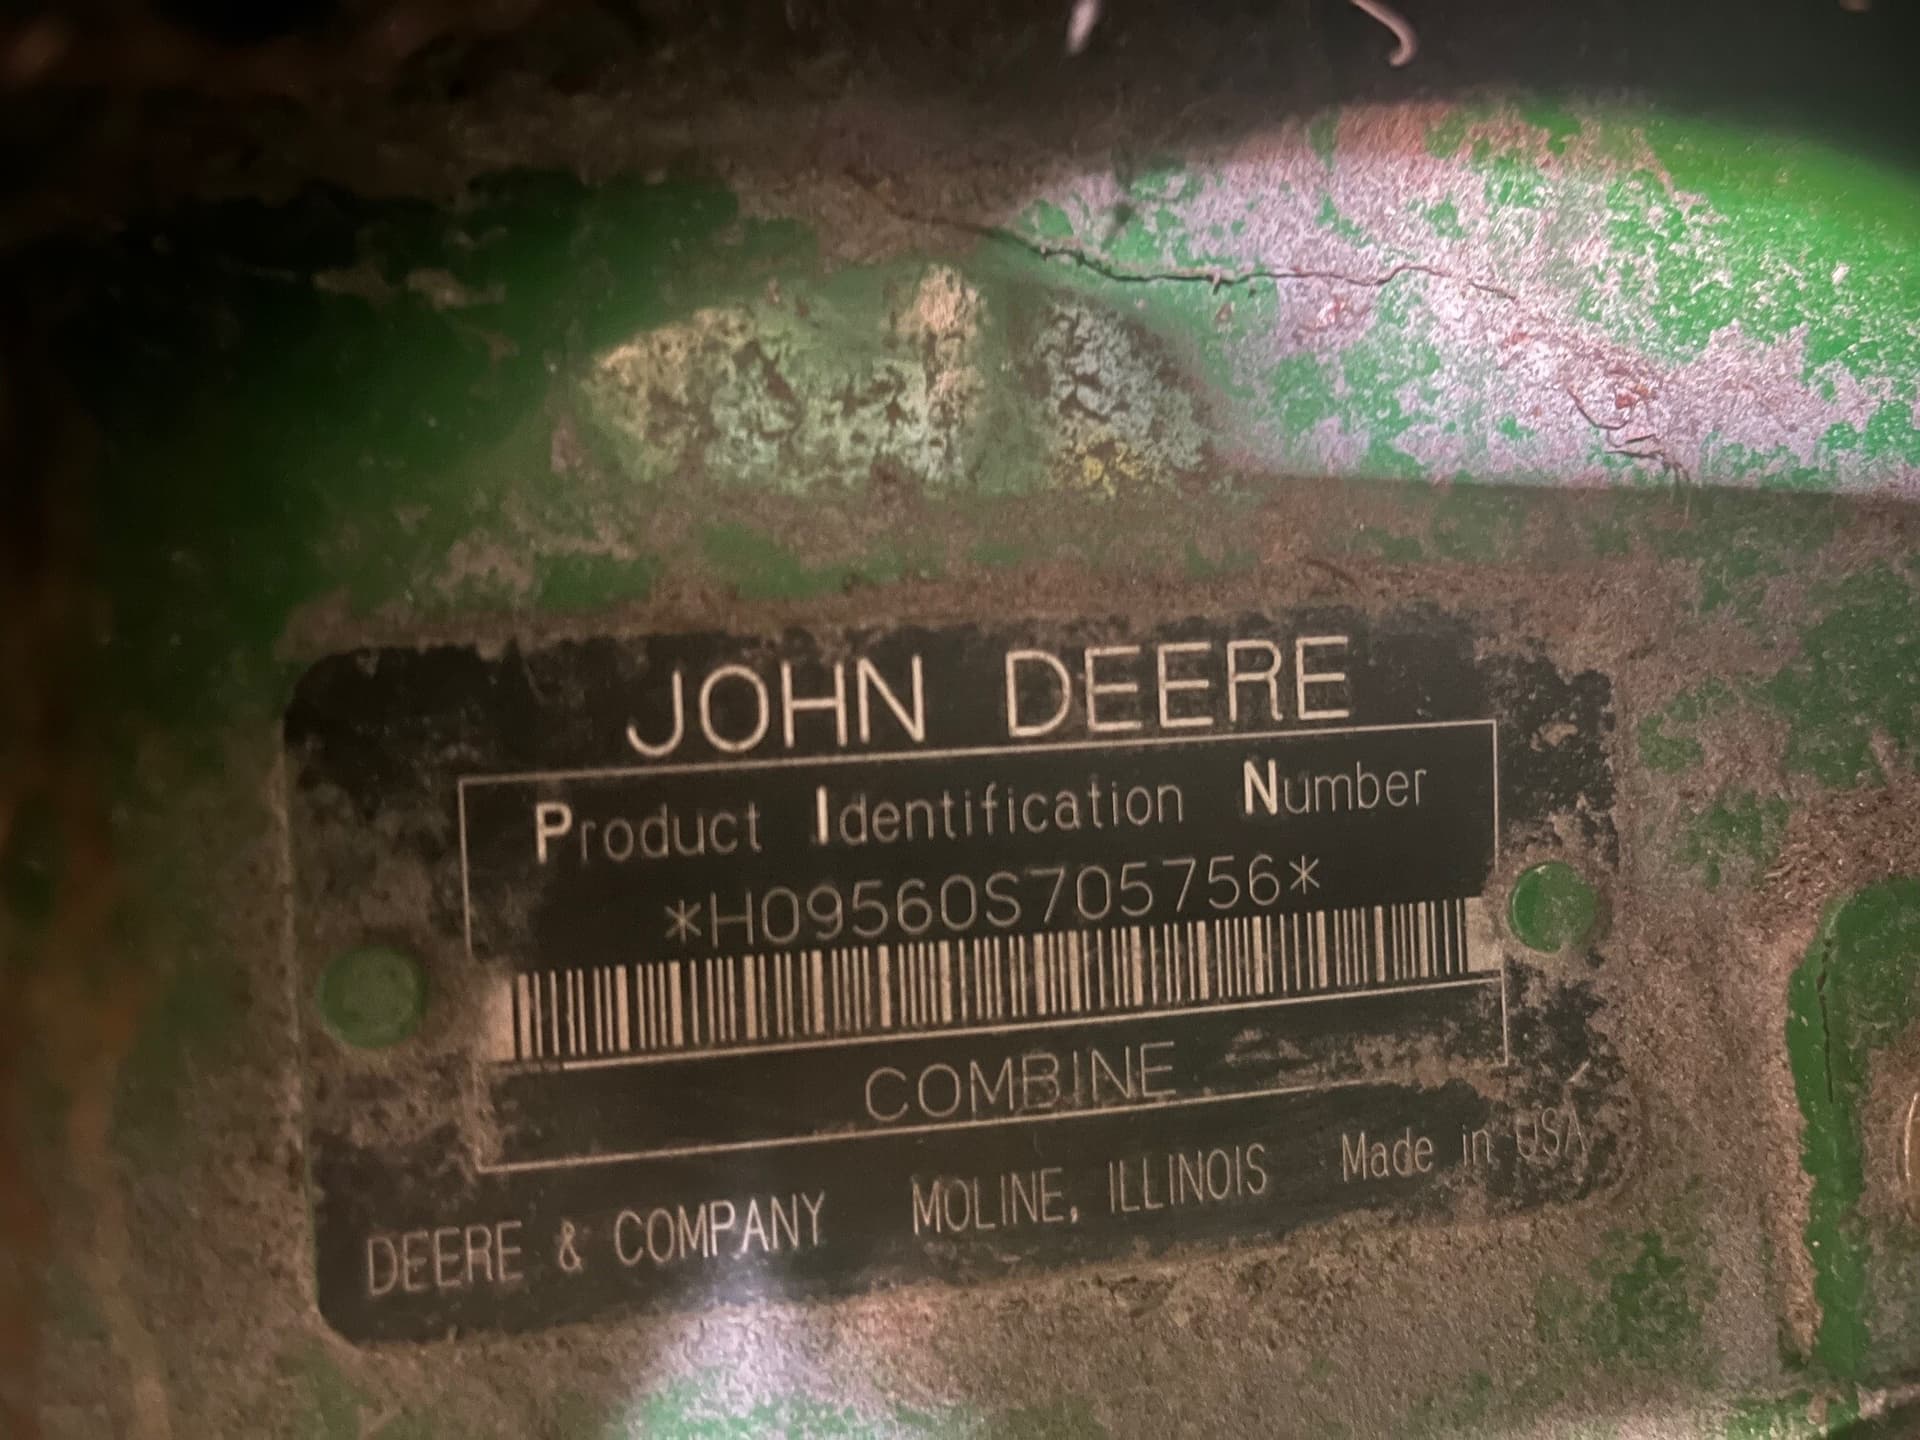 JOHN DEERE
Product Identification Number
*H09560S705756*
COMBINE
DEERE & COMPANY MOLINE, ILLINOIS Made in USA